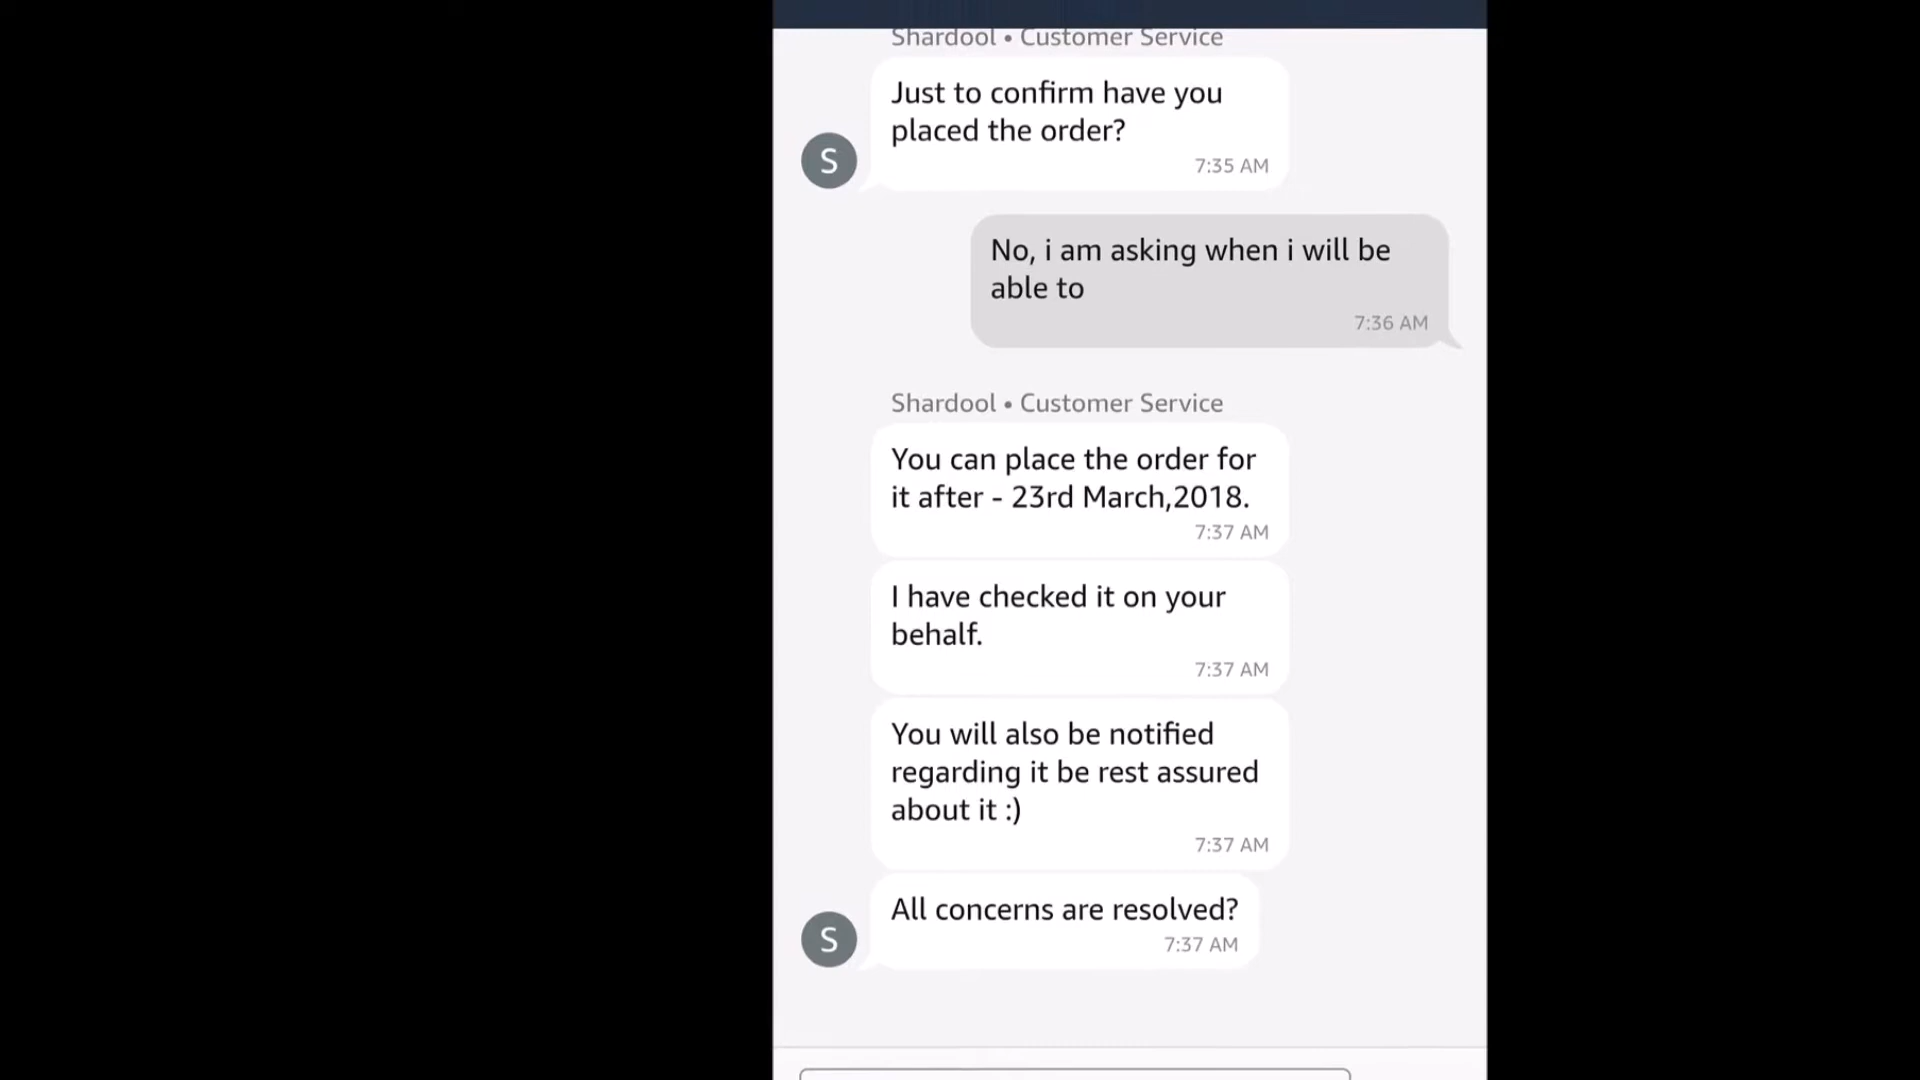 Shardool • Customer Service
Just to confirm have you
placed the order?
7:35 AM
S
No, i am asking when i will be
able to
7:36 AM
Shardool • Customer Service
You can place the order for
it after - 23rd March,2018.
7:37 AM
I have checked it on your
behalf.
7:37 AM
You will also be notified
regarding it be rest assured
about it :)
7:37 AM
All concerns are resolved?
7:37 AM
S